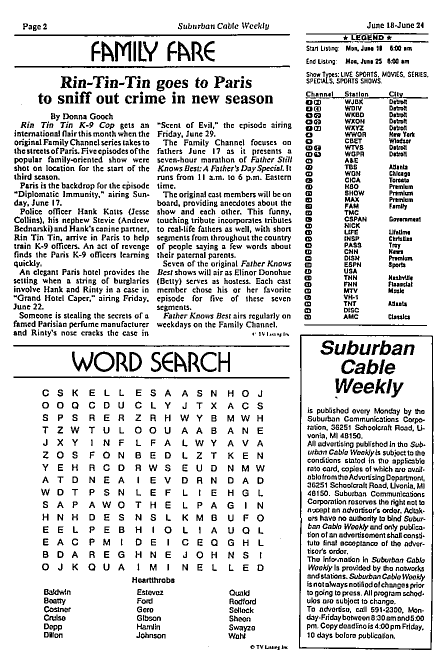 Page 2
Suburban Cable Weekly
June 18-June 24
FAMILY FARE
Rin-Tin-Tin goes to Paris
to sniff out crime in new season
By Donna Gooch
Rin Tin Tin K-9 Cop gets an
international flair this month when the
original Family Channel series takes to
the streets of Paris. Five episodes of the
popular family-oriented show were
shot on location for the start of the
third season.
Paris is the backdrop for the episode
"Diplomatic Immunity," airing Sun-
day, June 17.
Police officer Hank Katts (Jesse
Collins), his nephew Stevie (Andrew
Bednarski) and Hank's canine partner,
Rin Tin Tin, arrive in Paris to help
train K-9 officers. An act of revenge
finds the Paris K-9 officers learning
quickly.
An elegant Paris hotel provides the
setting when a string of burglaries
involve Hank and Rinty in a case in
"Grand Hotel Caper," airing Friday,
June 22.
Someone is stealing the secrets of a
famed Parisian perfume manufacturer
and Rinty's nose cracks the case in
"Scent of Evil," the episode airing
Friday, June 29.
The Family Channel focuses on
fathers June 17 as it presents a
seven-hour marathon of Father Still
Knows Best: A Father's Day Special. It
runs from 11 a.m. to 6 p.m. Eastern
time.
The original cast members will be on
board, providing anecdotes about the
show and each other. This funny,
touching tribute incorporates tributes
to real-life fathers as well, with short
segments from throughout the country
of people saying a few words about
their paternal parents.
Seven of the original Father Knows
Best shows will air as Elinor Donohue
(Betty) serves as hostess. Each cast
member chose his or her favorite
episode for five of these seven
segments.
Father Knows Best airs regularly on
weekdays on the Family Channel.
© TV Listing Inc
★ LEGEND ★
Start Listing: Mon, June 18 6:00 am
End Listing: Mon, June 25 6:00 am
Show Types: LIVE SPORTS, MOVIES, SERIES,
SPECIALS, SPORTS SHOWS.
Channel Station City
WJBK Detroit
WDIV Detroit
WKBD Detroit
WXON Detroit
WXYZ Detroit
WWOR New York
CBET Windsor
WTVS Detroit
WGPR Detroit
A&E
TBS Atlanta
WGN Chicago
CICA Toronto
HBO Premium
SHOW Premium
MAX Premium
FAM Family
TMC
CSPAN Government
NICK
LIFE Lifetime
INSP Christian
PASS Troy
CNN News
DISN Premium
ESPN Sports
USA
TNN Nashville
FNN Financial
MTV Music
VH-1
TNT Atlanta
DISC
AMC Classics
WORD SEARCH
C S K E L L E S A A S N H O J
O O Q C D U C L Y J T X A C S
S P S R E R Z R H W Y B M W H
T Z W T U L O O U A A B A N E
J X Y I N F L F A L W Y A V A
Z O S F O N B E D L Z T K E N
Y E H R C D R W S E U D N M W
A T D N E A I E V D R N D A D
W D T P S N L E F L I E H G L
S A P A W O T H E L P A G I N
H N H D E S N S L K M B U F O
E E L P E B H I O L I A U Q L
E A C P M I D E I C E Q G H L
B D A R E G H N E J O H N S I
O J K Q U A I M I N E L L E D
Heartthrobs
Baldwin
Beatty
Costner
Cruise
Depp
Dillon
Estevez
Ford
Gere
Gibson
Hamlin
Johnson
Quaid
Redford
Selleck
Sheen
Swayze
Wahl
© TV Listing Inc
Suburban
Cable
Weekly
is published every Monday by the
Suburban Communications Corpo-
ration, 36251 Schoolcraft Road, Li-
vonia, MI 48150.
All advertising published in the Sub-
urban Cable Weekly is subject to the
conditions stated in the applicable
rate card, copies of which are avail-
able from the Advertising Department,
36251 Schoolcraft Road, Livonia, MI
48150. Suburban Communications
Corporation reserves the right not to
accept an advertiser's order. Adtak-
ers have no authority to bind Subur-
ban Cable Weekly and only publica-
tion of an advertisement shall consti-
tute final acceptance of the adver-
tiser's order.
The information in Suburban Cable
Weekly is provided by the networks
and stations. Suburban Cable Weekly
is not always notified of changes prior
to going to press. All program sched-
ules are subject to change.
To advertise, call 591-2300, Mon-
day-Friday between 8:30 am and 5:00
pm. Copy deadline is 4:00 pm Friday,
10 days before publication.